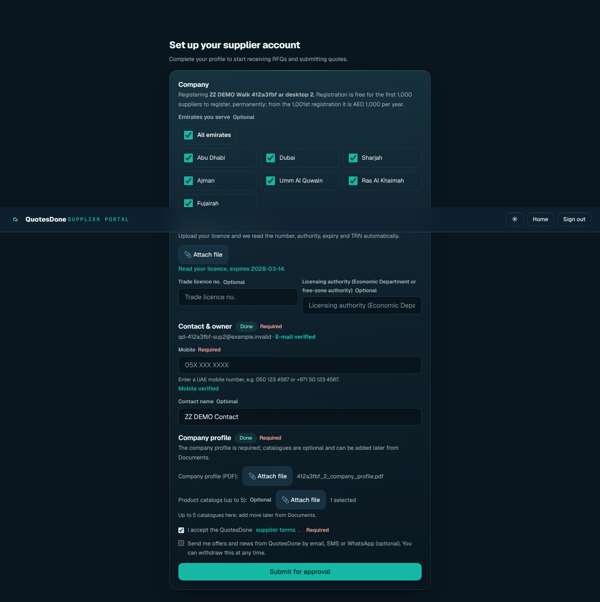 Set up your supplier account
Complete your profile to start receiving RFQs and submitting quotes.
Company
Registering ZZ DEMO Walk 412a3fbf ar desktop 2. Registration is free for the first 1,000
suppliers to register, permanently; from the 1,001st registration it is AED 1,000 per year.
Emirates you serve Optional
All emirates
Abu Dhabi
Dubai
Sharjah
Ajman
Umm Al Quwain
Ras Al Khaimah
Fujairah
QuotesDone SUPPLIER PORTAL
Home
Sign out
Upload your licence and we read the number, authority, expiry and TRN automatically.
Attach file
Read your licence, expires 2028-03-14.
Trade licence no. Optional
Licensing authority (Economic Department or
free-zone authority) Optional
Trade licence no.
Licensing authority (Economic Depa
Contact & owner Done Required
qd-412a3fbf-sup2@example.invalid · E-mail verified
Mobile Required
05X XXX XXXX
Enter a UAE mobile number, e.g. 050 123 4567 or +971 50 123 4567.
Mobile verified
Contact name Optional
ZZ DEMO Contact
Company profile Done Required
The company profile is required; catalogues are optional and can be added later from
Documents.
Company profile (PDF): Attach file 412a3fbf_2_company_profile.pdf
Product catalogs (up to 5): Optional Attach file 1 selected
Up to 5 catalogues here; add more later from Documents.
I accept the QuotesDone supplier terms . Required
Send me offers and news from QuotesDone by email, SMS or WhatsApp (optional). You
can withdraw this at any time.
Submit for approval